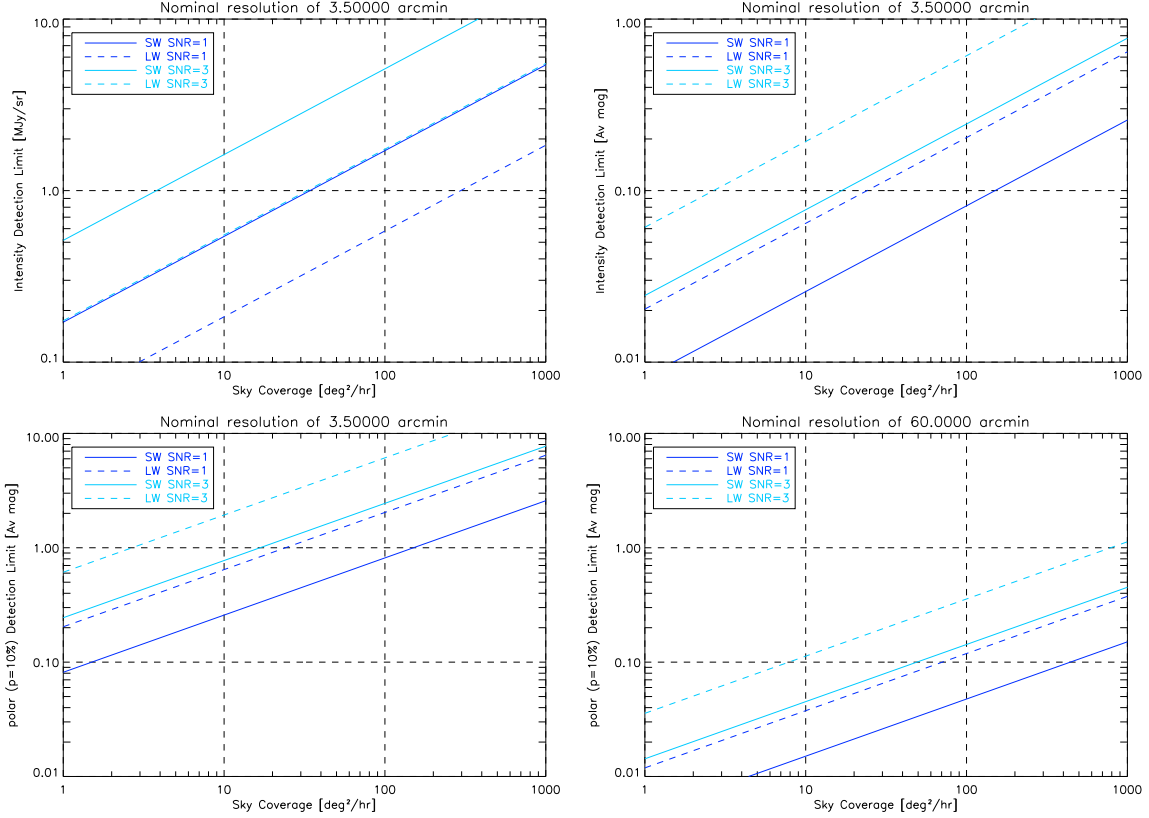 Nominal resolution of 3.50000 arcmin
10.0
1.0
0.1
Intensity Detection Limit [MJy/sr]
SW SNR=1
LW SNR=1
SW SNR=3
LW SNR=3
1 10 100 1000
Sky Coverage [deg²/hr]
Nominal resolution of 3.50000 arcmin
1.00
0.10
0.01
Intensity Detection Limit [Av mag]
SW SNR=1
LW SNR=1
SW SNR=3
LW SNR=3
1 10 100 1000
Sky Coverage [deg²/hr]
Nominal resolution of 3.50000 arcmin
10.00
1.00
0.10
0.01
polar (p=10%) Detection Limit [Av mag]
SW SNR=1
LW SNR=1
SW SNR=3
LW SNR=3
1 10 100 1000
Sky Coverage [deg²/hr]
Nominal resolution of 60.0000 arcmin
10.00
1.00
0.10
0.01
polar (p=10%) Detection Limit [Av mag]
SW SNR=1
LW SNR=1
SW SNR=3
LW SNR=3
1 10 100 1000
Sky Coverage [deg²/hr]